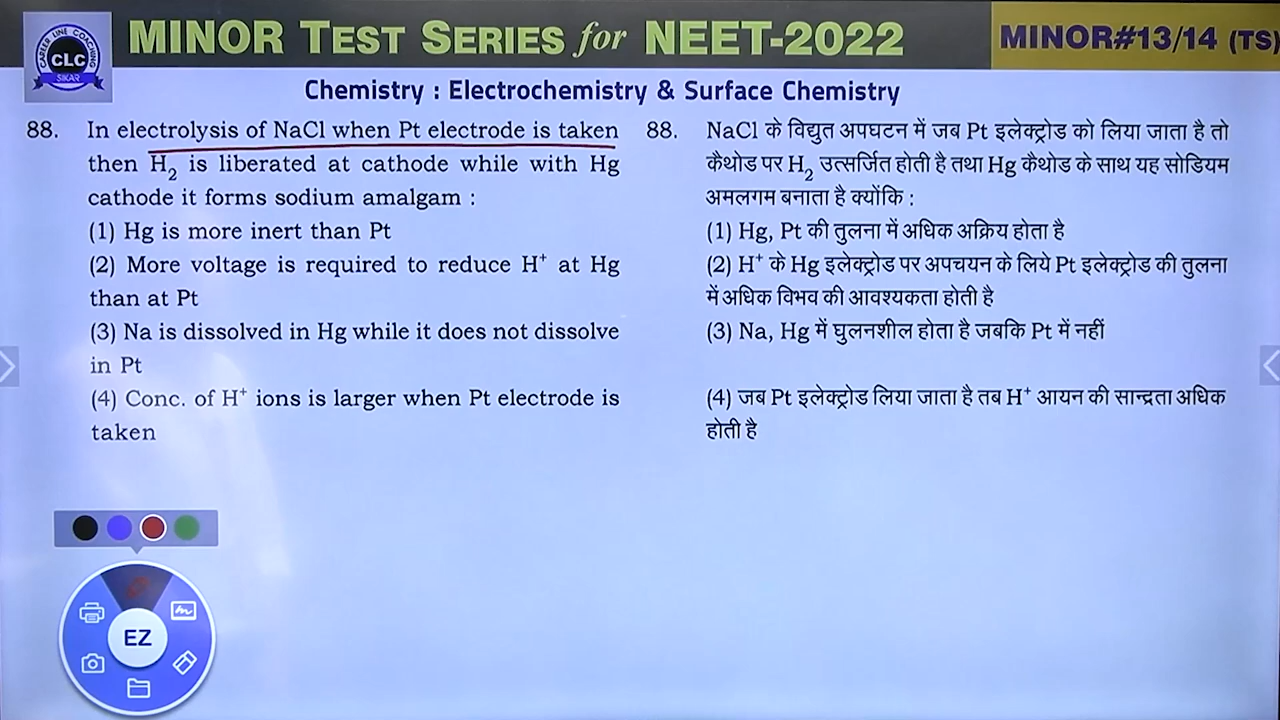 CAREER LINE COACHING
CLC
SIKAR
MINOR TEST SERIES for NEET-2022
MINOR#13/14 (TS)
Chemistry : Electrochemistry & Surface Chemistry
88. In electrolysis of NaCl when Pt electrode is taken
then H₂ is liberated at cathode while with Hg
cathode it forms sodium amalgam :
(1) Hg is more inert than Pt
(2) More voltage is required to reduce H⁺ at Hg
than at Pt
(3) Na is dissolved in Hg while it does not dissolve
in Pt
(4) Conc. of H⁺ ions is larger when Pt electrode is
taken
88. NaCl के विद्युत अपघटन में जब Pt इलेक्ट्रोड को लिया जाता है तो
कैथोड पर H₂ उत्सर्जित होती है तथा Hg कैथोड के साथ यह सोडियम
अमलगम बनाता है क्योंकि :
(1) Hg, Pt की तुलना में अधिक अक्रिय होता है
(2) H⁺ के Hg इलेक्ट्रोड पर अपचयन के लिये Pt इलेक्ट्रोड की तुलना
में अधिक विभव की आवश्यकता होती है
(3) Na, Hg में घुलनशील होता है जबकि Pt में नहीं
(4) जब Pt इलेक्ट्रोड लिया जाता है तब H⁺ आयन की सान्द्रता अधिक
होती है
EZ